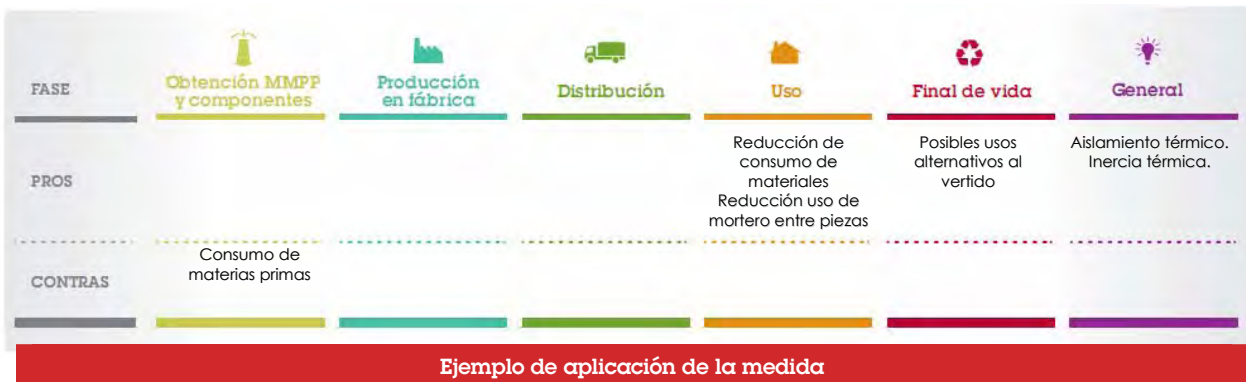 FASE
Obtención MMPP
y componentes
Producción
en fábrica
Distribución
Uso
Final de vida
General
PROS
Reducción de
consumo de
materiales
Reducción uso de
mortero entre piezas
Posibles usos
alternativos al
vertido
Aislamiento térmico.
Inercia térmica.
CONTRAS
Consumo de
materias primas
Ejemplo de aplicación de la medida